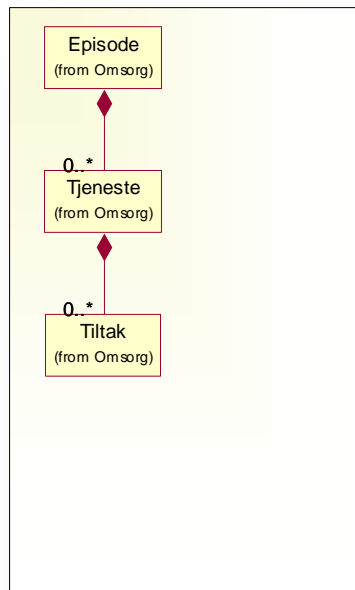 Episode
(from Omsorg)
0..*
Tjeneste
(from Omsorg)
0..*
Tiltak
(from Omsorg)